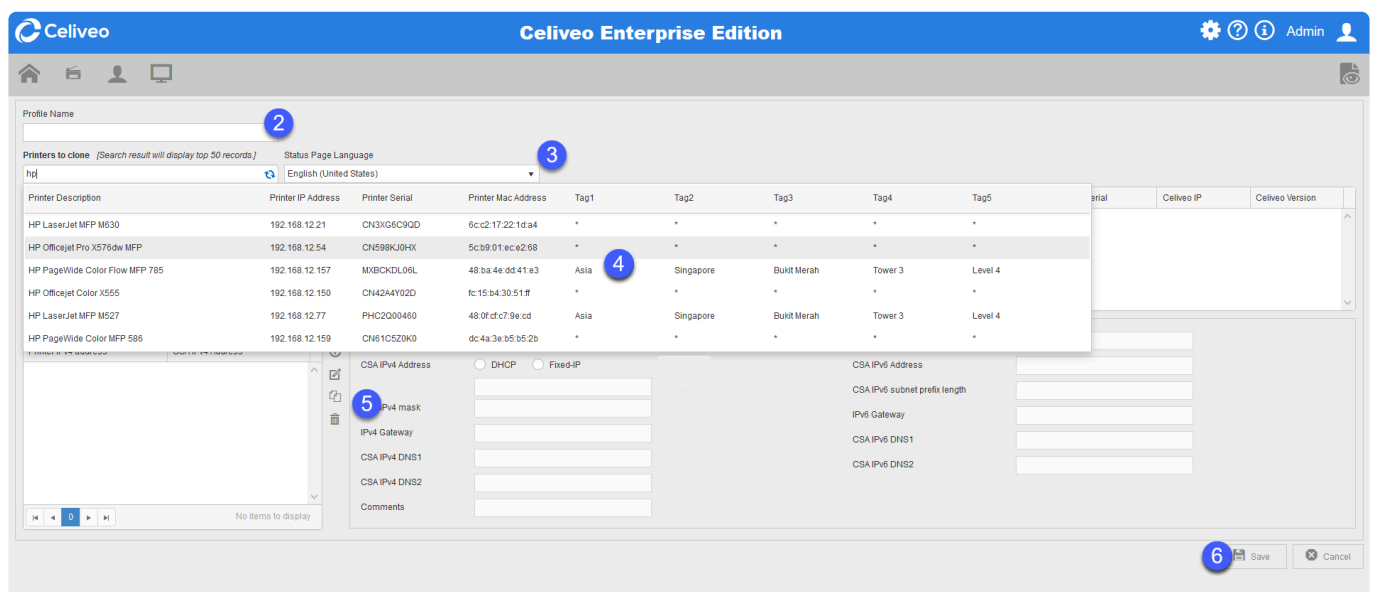 Celiveo
Celiveo Enterprise Edition
Admin
Profile Name
2
Printers to clone [Search result will display top 50 records.] Status Page Language
3
hp English (United States)
Printer Description Printer IP Address Printer Serial Printer Mac Address Tag1 Tag2 Tag3 Tag4 Tag5 erial Celiveo IP Celiveo Version
HP LaserJet MFP M630 192.168.12.21 CN3XG6C9QD 6c:c2:17:22:1d:a4 * * * * *
HP Officejet Pro X576dw MFP 192.168.12.54 CN598KJ0HX 5c:b9:01:ec:e2:68 * * * * *
4
HP PageWide Color Flow MFP 785 192.168.12.157 MXBCKDL06L 48:ba:4e:dd:41:e3 Asia Singapore Bukit Merah Tower 3 Level 4
HP Officejet Color X555 192.168.12.150 CN42A4Y02D fc:15:b4:30:51:ff * * * * *
HP LaserJet MFP M527 192.168.12.77 PHC2Q00460 48:0f:cf:c7:9e:cd Asia Singapore Bukit Merah Tower 3 Level 4
HP PageWide Color MFP 586 192.168.12.159 CN61C5Z0K0 dc:4a:3e:b5:b5:2b * * * * *
CSA IPv4 Address DHCP Fixed-IP CSA IPv6 Address
CSA IPv6 subnet prefix length
5
IPv4 mask
IPv6 Gateway
IPv4 Gateway
CSA IPv6 DNS1
CSA IPv4 DNS1
CSA IPv6 DNS2
CSA IPv4 DNS2
Comments
0 No items to display
6 Save Cancel